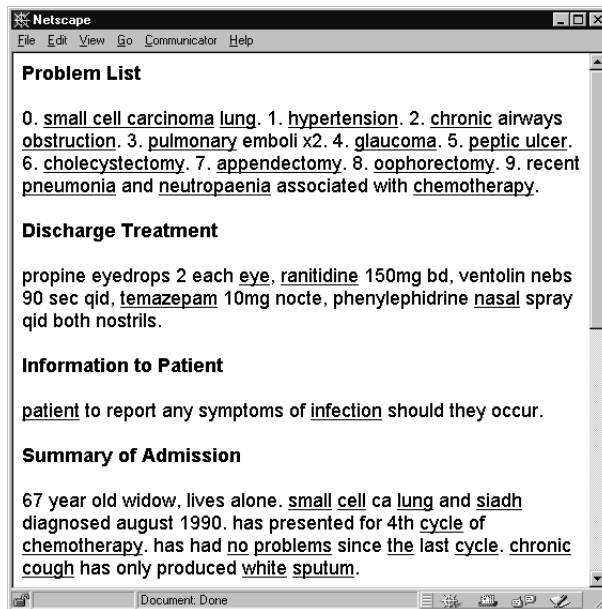 Netscape
File Edit View Go Communicator Help
Problem List
0. small cell carcinoma lung. 1. hypertension. 2. chronic airways
obstruction. 3. pulmonary emboli x2. 4. glaucoma. 5. peptic ulcer.
6. cholecystectomy. 7. appendectomy. 8. oophorectomy. 9. recent
pneumonia and neutropaenia associated with chemotherapy.
Discharge Treatment
propine eyedrops 2 each eye, ranitidine 150mg bd, ventolin nebs
90 sec qid, temazepam 10mg nocte, phenylephidrine nasal spray
qid both nostrils.
Information to Patient
patient to report any symptoms of infection should they occur.
Summary of Admission
67 year old widow, lives alone. small cell ca lung and siadh
diagnosed august 1990. has presented for 4th cycle of
chemotherapy. has had no problems since the last cycle. chronic
cough has only produced white sputum.
Document: Done